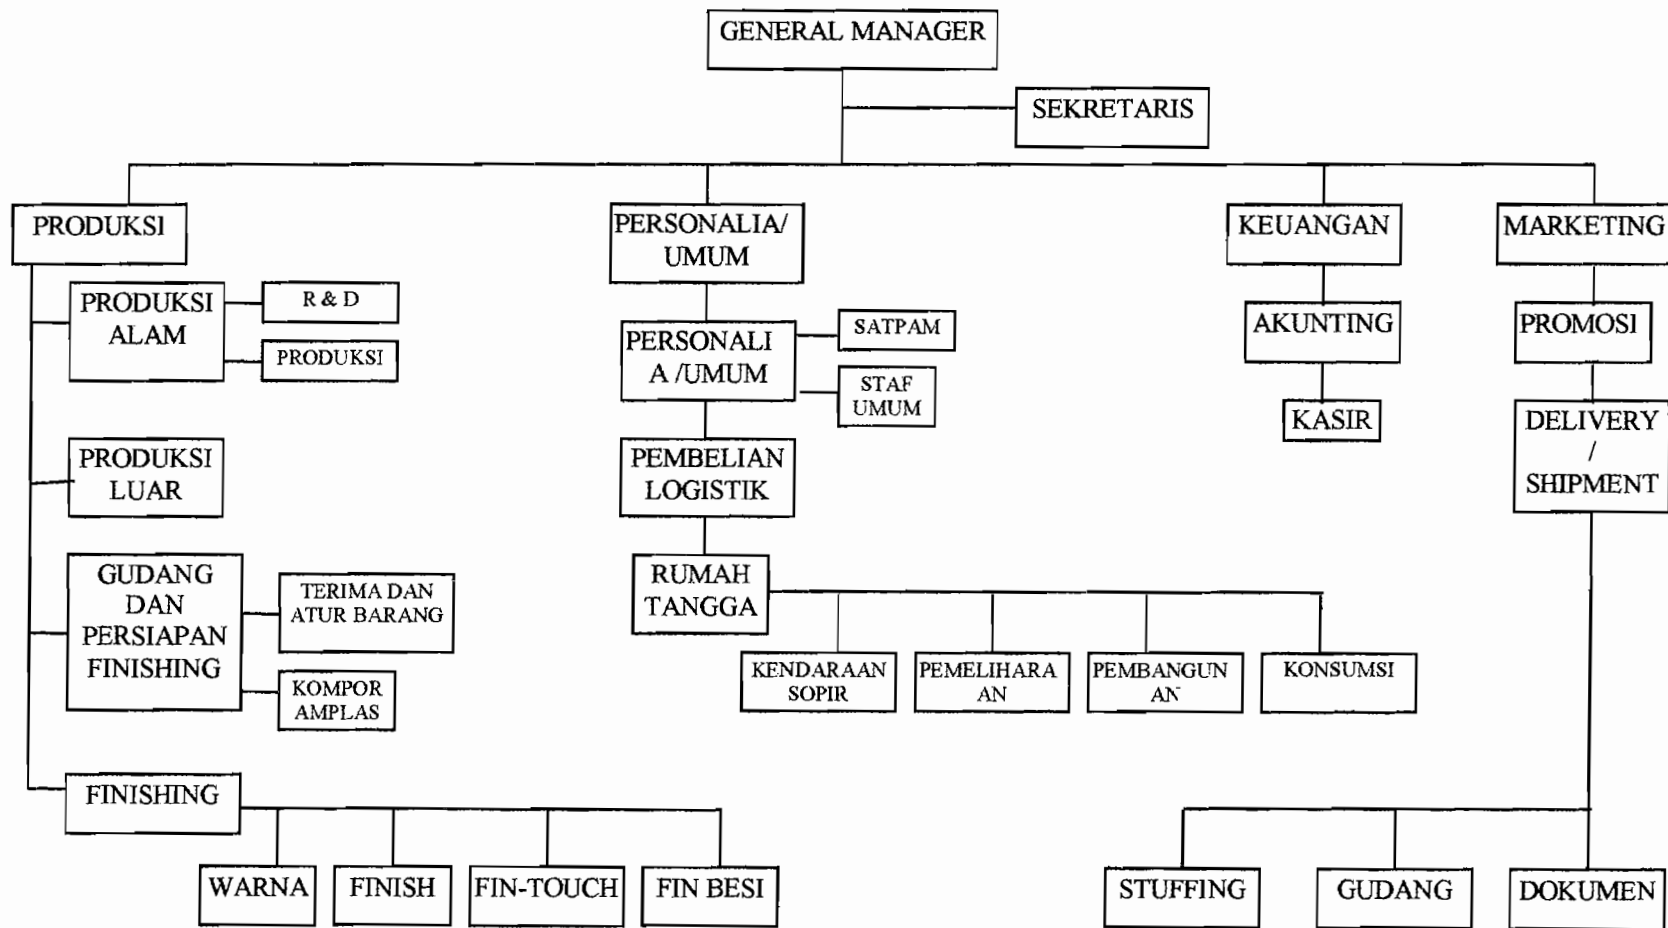 GENERAL MANAGER
SEKRETARIS
PRODUKSI
PERSONALIA/
UMUM
KEUANGAN
MARKETING
PRODUKSI
ALAM
R & D
PRODUKSI
PERSONALI
A /UMUM
SATPAM
STAF
UMUM
AKUNTING
PROMOSI
KASIR
DELIVERY
/
SHIPMENT
PRODUKSI
LUAR
PEMBELIAN
LOGISTIK
GUDANG
DAN
PERSIAPAN
FINISHING
TERIMA DAN
ATUR BARANG
KOMPOR
AMPLAS
RUMAH
TANGGA
KENDARAAN
SOPIR
PEMELIHARA
AN
PEMBANGUN
AN
KONSUMSI
FINISHING
WARNA
FINISH
FIN-TOUCH
FIN BESI
STUFFING
GUDANG
DOKUMEN